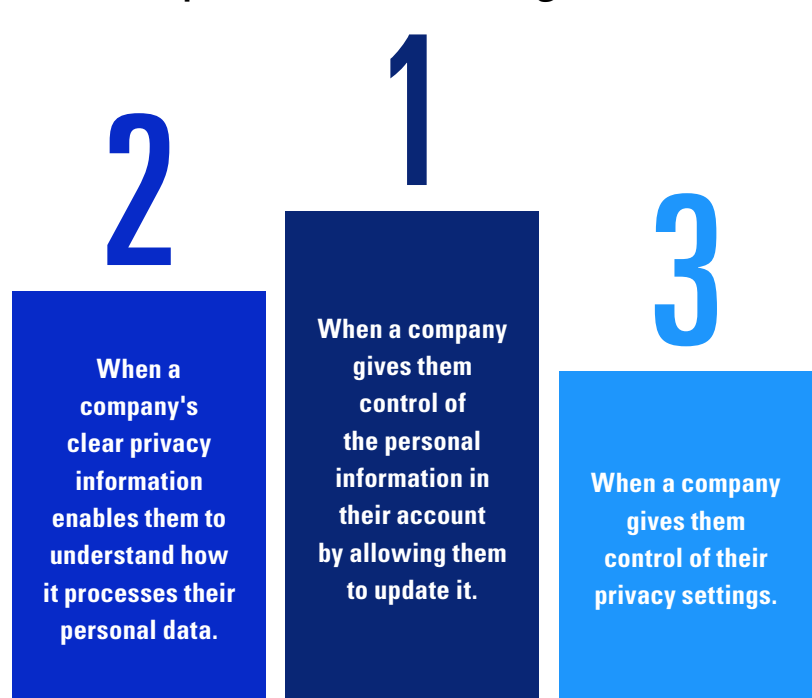 2
When a
company's
clear privacy
information
enables them to
understand how
it processes their
personal data.
1
When a company
gives them
control of
the personal
information in
their account
by allowing them
to update it.
3
When a company
gives them
control of their
privacy settings.